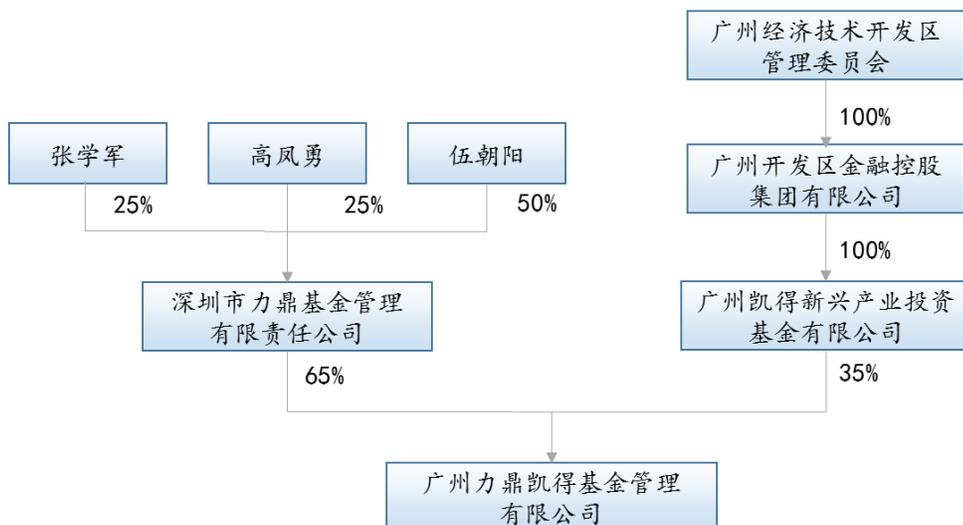 广州经济技术开发区
管理委员会
100%
张学军
高凤勇
伍朝阳
广州开发区金融控股
集团有限公司
25%
25%
50%
100%
深圳市力鼎基金管理
有限责任公司
广州凯得新兴产业投资
基金有限公司
65%
35%
广州力鼎凯得基金管理
有限公司